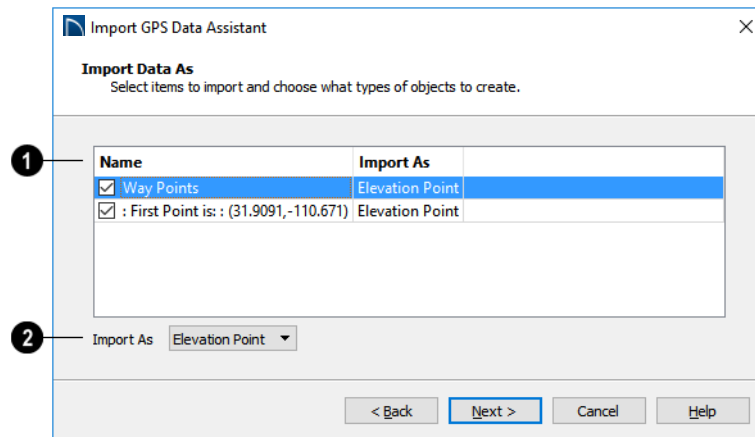 Import GPS Data Assistant
Import Data As
Select items to import and choose what types of objects to create.
1
Name Import As
Way Points Elevation Point
: First Point is: : (31.9091,-110.671) Elevation Point
2 Import As Elevation Point
< Back Next > Cancel Help